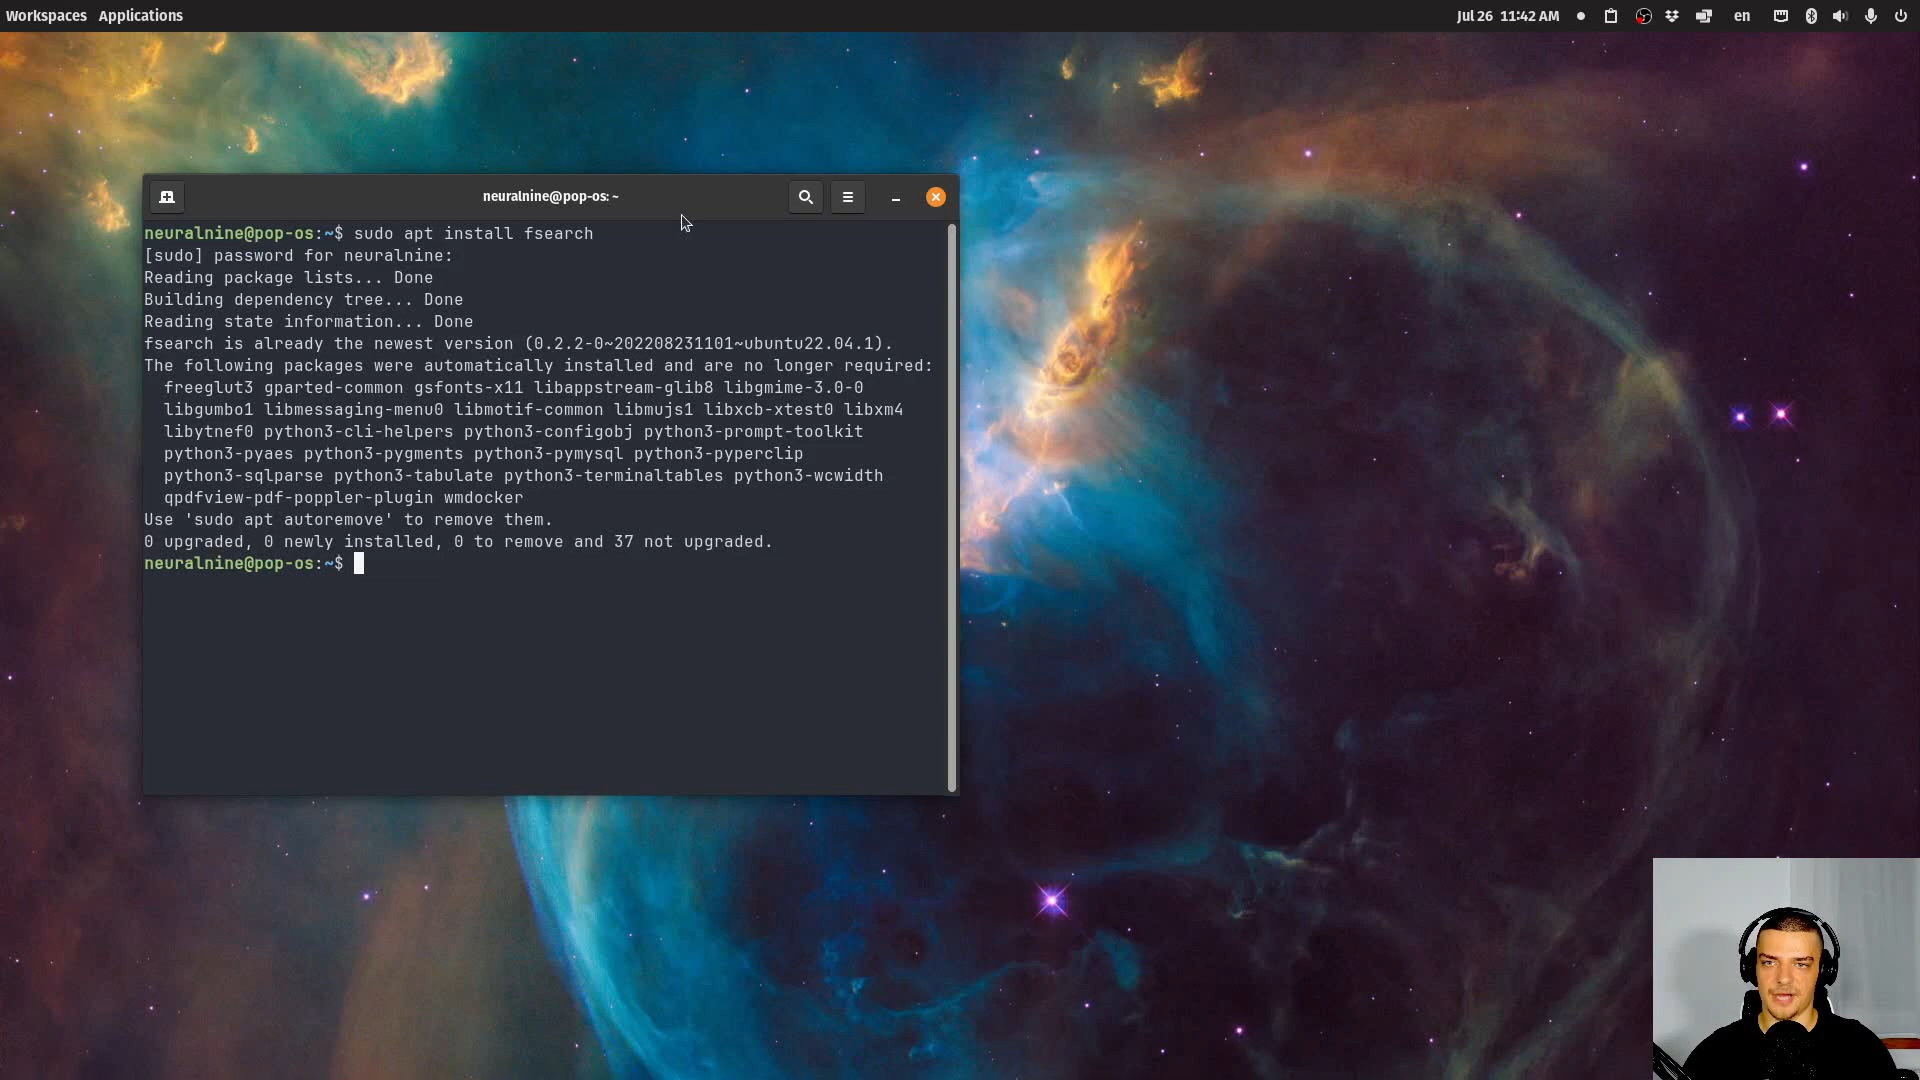 Workspaces Applications
Jul 26 11:42 AM en
neuralnine@pop-os: ~
neuralnine@pop-os:~$ sudo apt install fsearch
[sudo] password for neuralnine:
Reading package lists... Done
Building dependency tree... Done
Reading state information... Done
fsearch is already the newest version (0.2.2-0~202208231101~ubuntu22.04.1).
The following packages were automatically installed and are no longer required:
freeglut3 gparted-common gsfonts-x11 libappstream-glib8 libgmime-3.0-0
libgumbo1 libmessaging-menu0 libmotif-common libmujs1 libxcb-xtest0 libxm4
libytnef0 python3-cli-helpers python3-configobj python3-prompt-toolkit
python3-pyaes python3-pygments python3-pymysql python3-pyperclip
python3-sqlparse python3-tabulate python3-terminaltables python3-wcwidth
qpdfview-pdf-poppler-plugin wmdocker
Use 'sudo apt autoremove' to remove them.
0 upgraded, 0 newly installed, 0 to remove and 37 not upgraded.
neuralnine@pop-os:~$